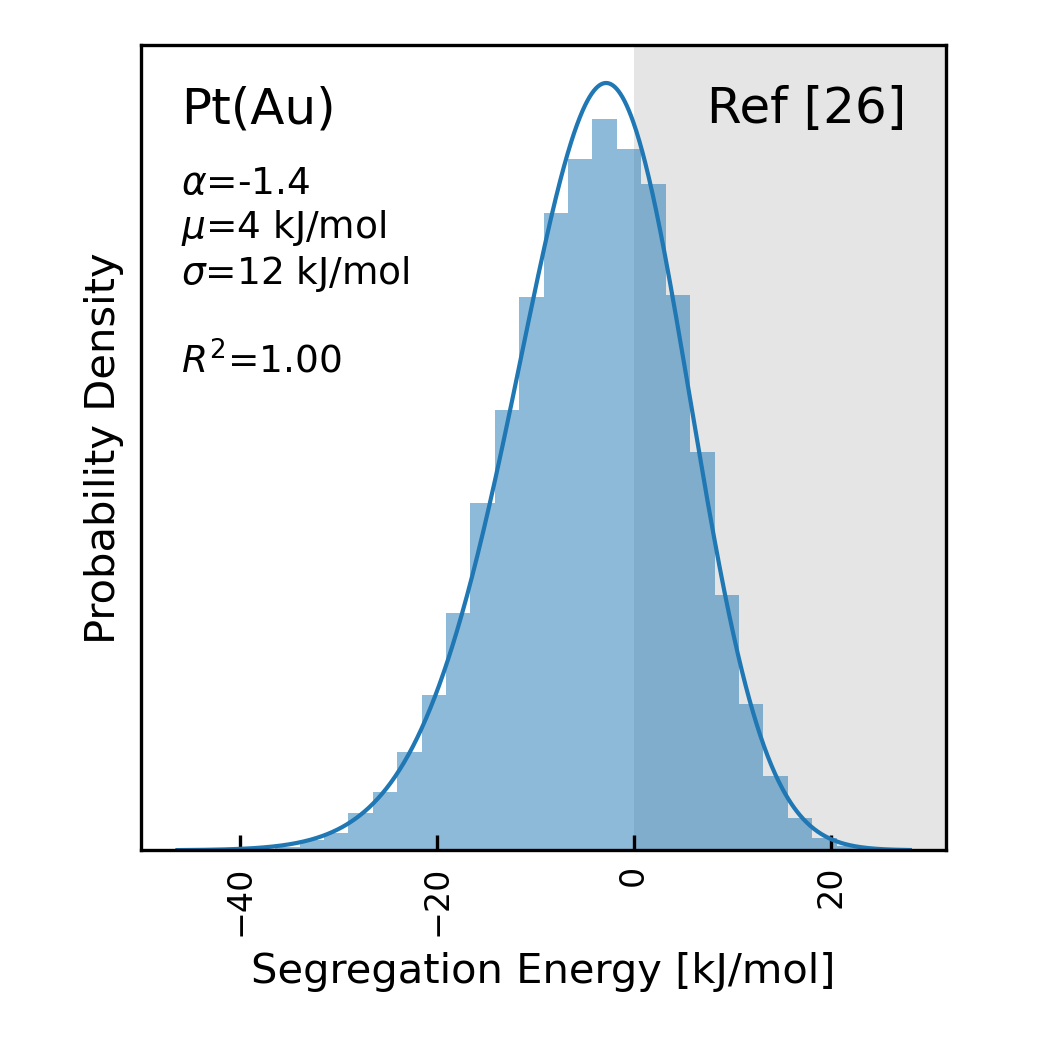 Pt(Au)
Ref [26]
α=-1.4
μ=4 kJ/mol
σ=12 kJ/mol
R²=1.00
Probability Density
−40
−20
0
20
Segregation Energy [kJ/mol]